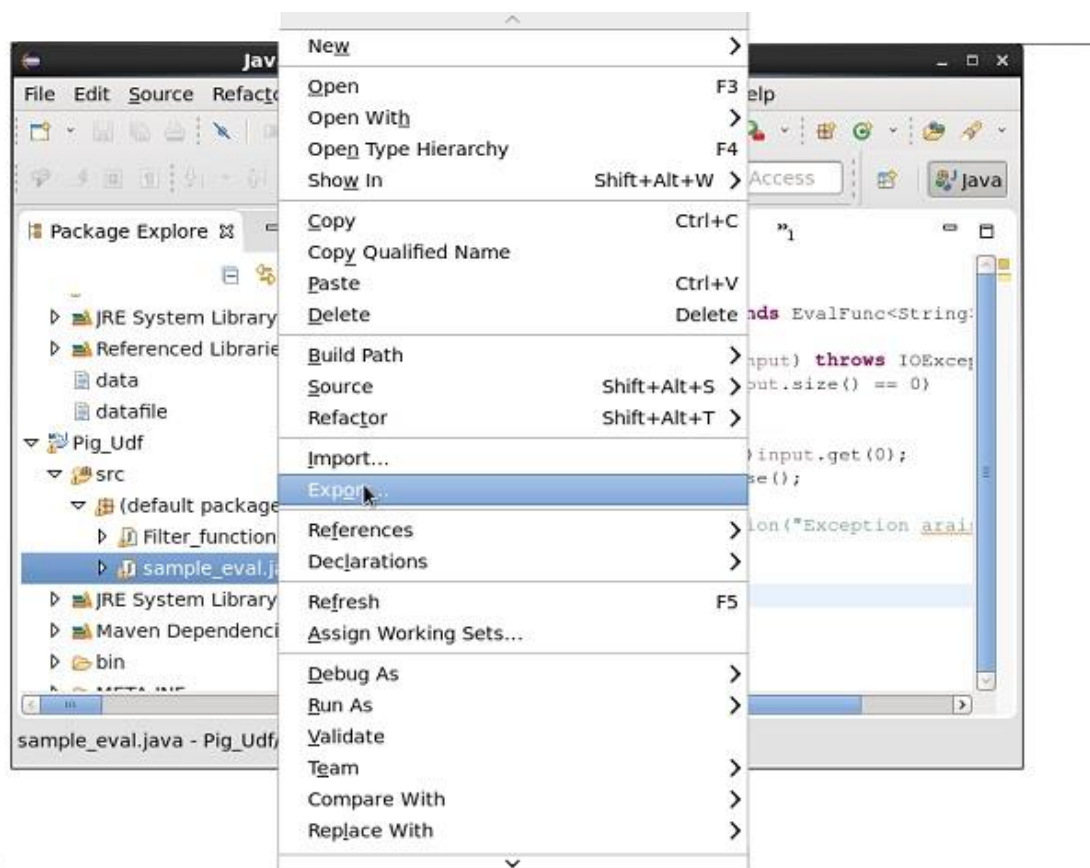 Jav
File Edit Source Refacto
elp
Access
Java
Package Explore
»1
JRE System Library
Referenced Librarie
data
datafile
Pig_Udf
src
(default package
Filter_function
sample_eval.ja
JRE System Library
Maven Dependenci
bin
sample_eval.java - Pig_Udf/
New
Open F3
Open With
Open Type Hierarchy F4
Show In Shift+Alt+W
Copy Ctrl+C
Copy Qualified Name
Paste Ctrl+V
Delete Delete
Build Path
Source Shift+Alt+S
Refactor Shift+Alt+T
Import...
Export...
References
Declarations
Refresh F5
Assign Working Sets...
Debug As
Run As
Validate
Team
Compare With
Replace With
nds EvalFunc<String>
nput) throws IOExcep
put.size() == 0)
)input.get(0);
se();
ion("Exception arais